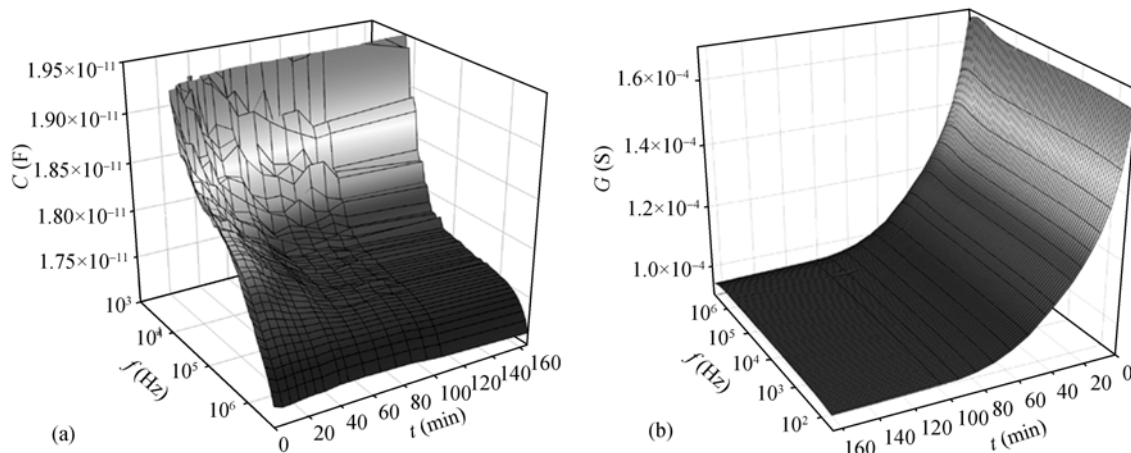 1.95×10⁻¹¹
1.90×10⁻¹¹
1.85×10⁻¹¹
1.80×10⁻¹¹
1.75×10⁻¹¹
C (F)
10³
10⁴
10⁵
10⁶
f (Hz)
0 20 40 60 80 100 120 140 160
t (min)
(a)
1.6×10⁻⁴
1.4×10⁻⁴
1.2×10⁻⁴
1.0×10⁻⁴
G (S)
10⁶
10⁵
10⁴
10³
10²
f (Hz)
160 140 120 100 80 60 40 20 0
t (min)
(b)